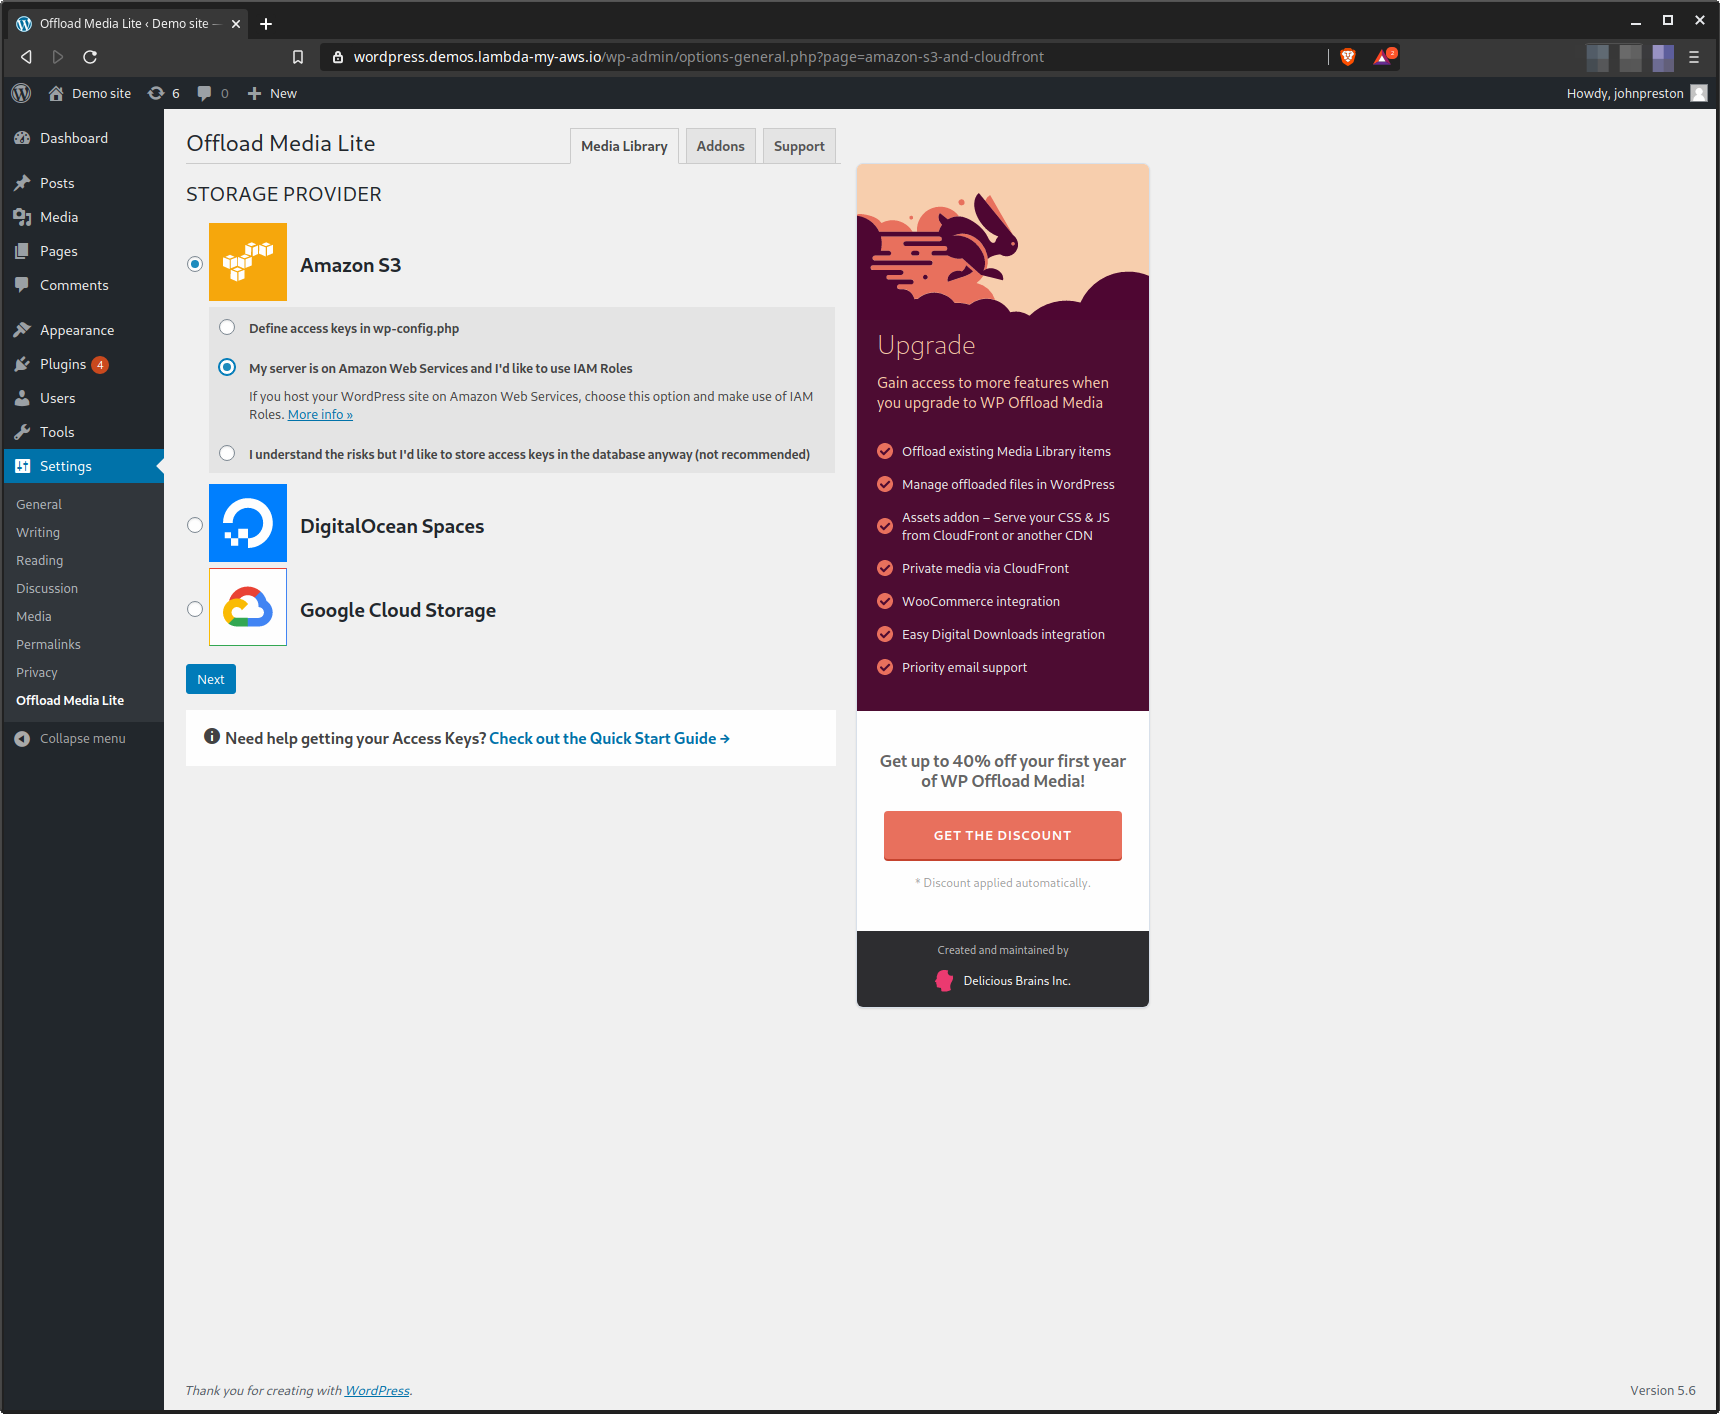 Offload Media Lite ‹ Demo site —
wordpress.demos.lambda-my-aws.io/wp-admin/options-general.php?page=amazon-s3-and-cloudfront
2
Demo site
6
0
New
Howdy, johnpreston
Dashboard
Posts
Media
Pages
Comments
Appearance
Plugins 4
Users
Tools
Settings
General
Writing
Reading
Discussion
Media
Permalinks
Privacy
Offload Media Lite
Collapse menu
Offload Media Lite
Media Library
Addons
Support
STORAGE PROVIDER
Amazon S3
Define access keys in wp-config.php
My server is on Amazon Web Services and I'd like to use IAM Roles
If you host your WordPress site on Amazon Web Services, choose this option and make use of IAM
Roles. More info »
I understand the risks but I'd like to store access keys in the database anyway (not recommended)
DigitalOcean Spaces
Google Cloud Storage
Next
Need help getting your Access Keys? Check out the Quick Start Guide →
Upgrade
Gain access to more features when
you upgrade to WP Offload Media
Offload existing Media Library items
Manage offloaded files in WordPress
Assets addon – Serve your CSS & JS
from CloudFront or another CDN
Private media via CloudFront
WooCommerce integration
Easy Digital Downloads integration
Priority email support
Get up to 40% off your first year
of WP Offload Media!
GET THE DISCOUNT
* Discount applied automatically.
Created and maintained by
Delicious Brains Inc.
Thank you for creating with WordPress.
Version 5.6